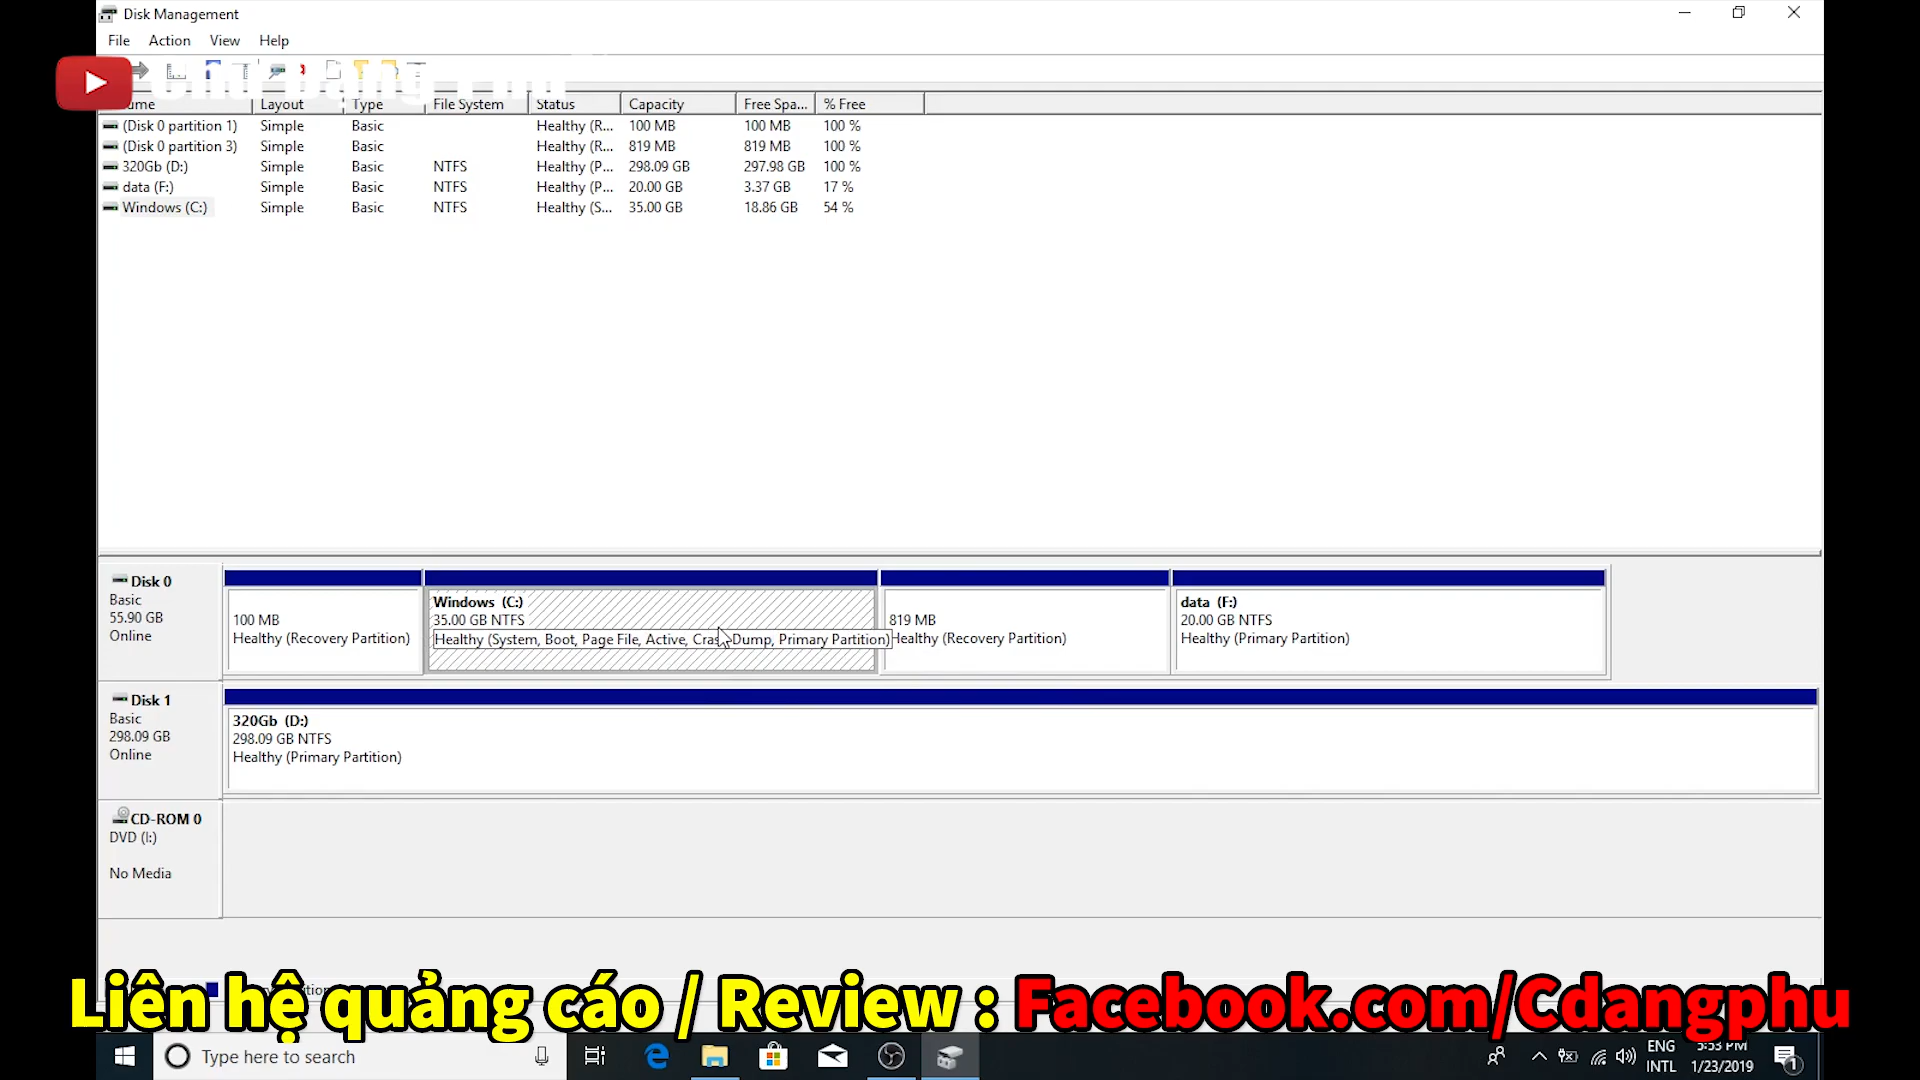 Disk Management
File Action View Help
Layout Type File System Status Capacity Free Spa... % Free
(Disk 0 partition 1) Simple Basic Healthy (R... 100 MB 100 MB 100 %
(Disk 0 partition 3) Simple Basic Healthy (R... 819 MB 819 MB 100 %
320Gb (D:) Simple Basic NTFS Healthy (P... 298.09 GB 297.98 GB 100 %
data (F:) Simple Basic NTFS Healthy (P... 20.00 GB 3.37 GB 17 %
Windows (C:) Simple Basic NTFS Healthy (S... 35.00 GB 18.86 GB 54 %
Disk 0
Basic
55.90 GB
Online
100 MB
Healthy (Recovery Partition)
Windows (C:)
35.00 GB NTFS
Healthy (System, Boot, Page File, Active, Crash Dump, Primary Partition)
819 MB
Healthy (Recovery Partition)
data (F:)
20.00 GB NTFS
Healthy (Primary Partition)
Disk 1
Basic
298.09 GB
Online
320Gb (D:)
298.09 GB NTFS
Healthy (Primary Partition)
CD-ROM 0
DVD (I:)
No Media
Liên hệ quảng cáo / Review : Facebook.com/Cdangphu
Type here to search
ENG
INTL
5:53 PM
1/23/2019
1